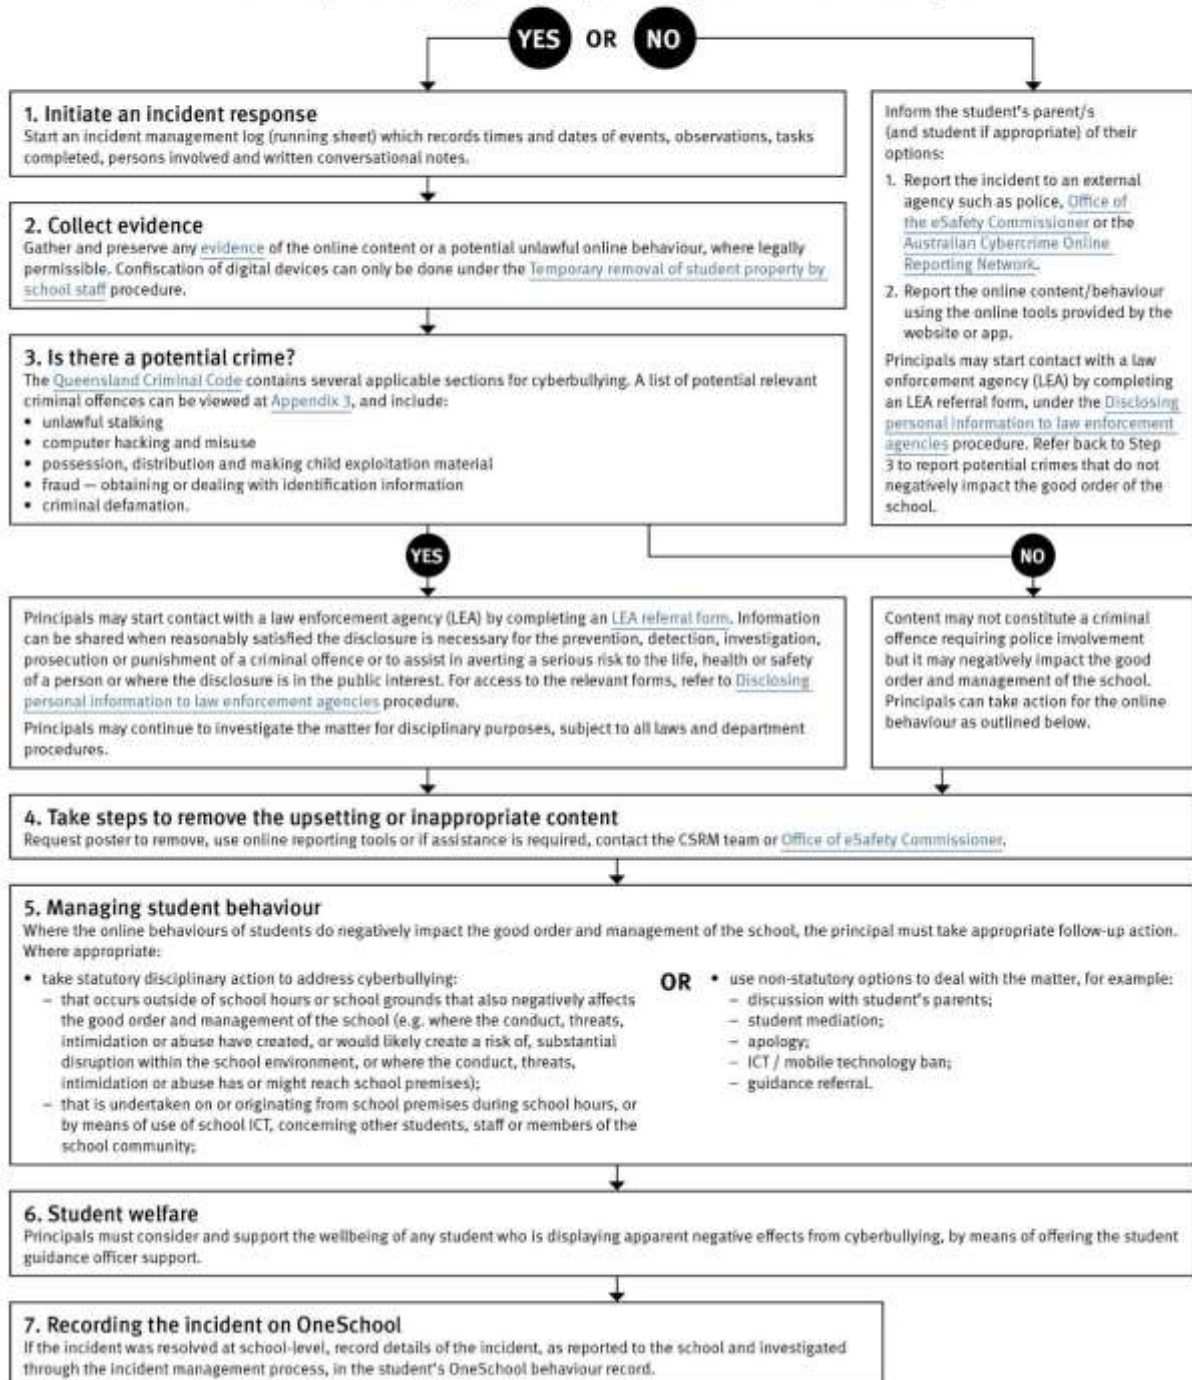 YES OR NO
1. Initiate an incident response
Start an incident management log (running sheet) which records times and dates of events, observations, tasks
completed, persons involved and written conversational notes.
2. Collect evidence
Gather and preserve any evidence of the online content or a potential unlawful online behaviour, where legally
permissible. Confiscation of digital devices can only be done under the Temporary removal of student property by
school staff procedure.
3. Is there a potential crime?
The Queensland Criminal Code contains several applicable sections for cyberbullying. A list of potential relevant
criminal offences can be viewed at Appendix 3, and include:
• unlawful stalking
• computer hacking and misuse
• possession, distribution and making child exploitation material
• fraud — obtaining or dealing with identification information
• criminal defamation.
Inform the student's parent/s
(and student if appropriate) of their
options:
1. Report the incident to an external
agency such as police, Office of
the eSafety Commissioner or the
Australian Cybercrime Online
Reporting Network.
2. Report the online content/behaviour
using the online tools provided by the
website or app.
Principals may start contact with a law
enforcement agency (LEA) by completing
an LEA referral form, under the Disclosing
personal information to law enforcement
agencies procedure. Refer back to Step
3 to report potential crimes that do not
negatively impact the good order of the
school.
YES
NO
Principals may start contact with a law enforcement agency (LEA) by completing an LEA referral form. Information
can be shared when reasonably satisfied the disclosure is necessary for the prevention, detection, investigation,
prosecution or punishment of a criminal offence or to assist in averting a serious risk to the life, health or safety
of a person or where the disclosure is in the public interest. For access to the relevant forms, refer to Disclosing
personal information to law enforcement agencies procedure.
Principals may continue to investigate the matter for disciplinary purposes, subject to all laws and department
procedures.
Content may not constitute a criminal
offence requiring police involvement
but it may negatively impact the good
order and management of the school.
Principals can take action for the online
behaviour as outlined below.
4. Take steps to remove the upsetting or inappropriate content
Request poster to remove, use online reporting tools or if assistance is required, contact the CSRM team or Office of eSafety Commissioner.
5. Managing student behaviour
Where the online behaviours of students do negatively impact the good order and management of the school, the principal must take appropriate follow-up action.
Where appropriate:
• take statutory disciplinary action to address cyberbullying:
– that occurs outside of school hours or school grounds that also negatively affects
the good order and management of the school (e.g. where the conduct, threats,
intimidation or abuse have created, or would likely create a risk of, substantial
disruption within the school environment, or where the conduct, threats,
intimidation or abuse has or might reach school premises);
– that is undertaken on or originating from school premises during school hours, or
by means of use of school ICT, concerning other students, staff or members of the
school community;
OR
• use non-statutory options to deal with the matter, for example:
– discussion with student's parents;
– student mediation;
– apology;
– ICT / mobile technology ban;
– guidance referral.
6. Student welfare
Principals must consider and support the wellbeing of any student who is displaying apparent negative effects from cyberbullying, by means of offering the student
guidance officer support.
7. Recording the incident on OneSchool
If the incident was resolved at school-level, record details of the incident, as reported to the school and investigated
through the incident management process, in the student's OneSchool behaviour record.